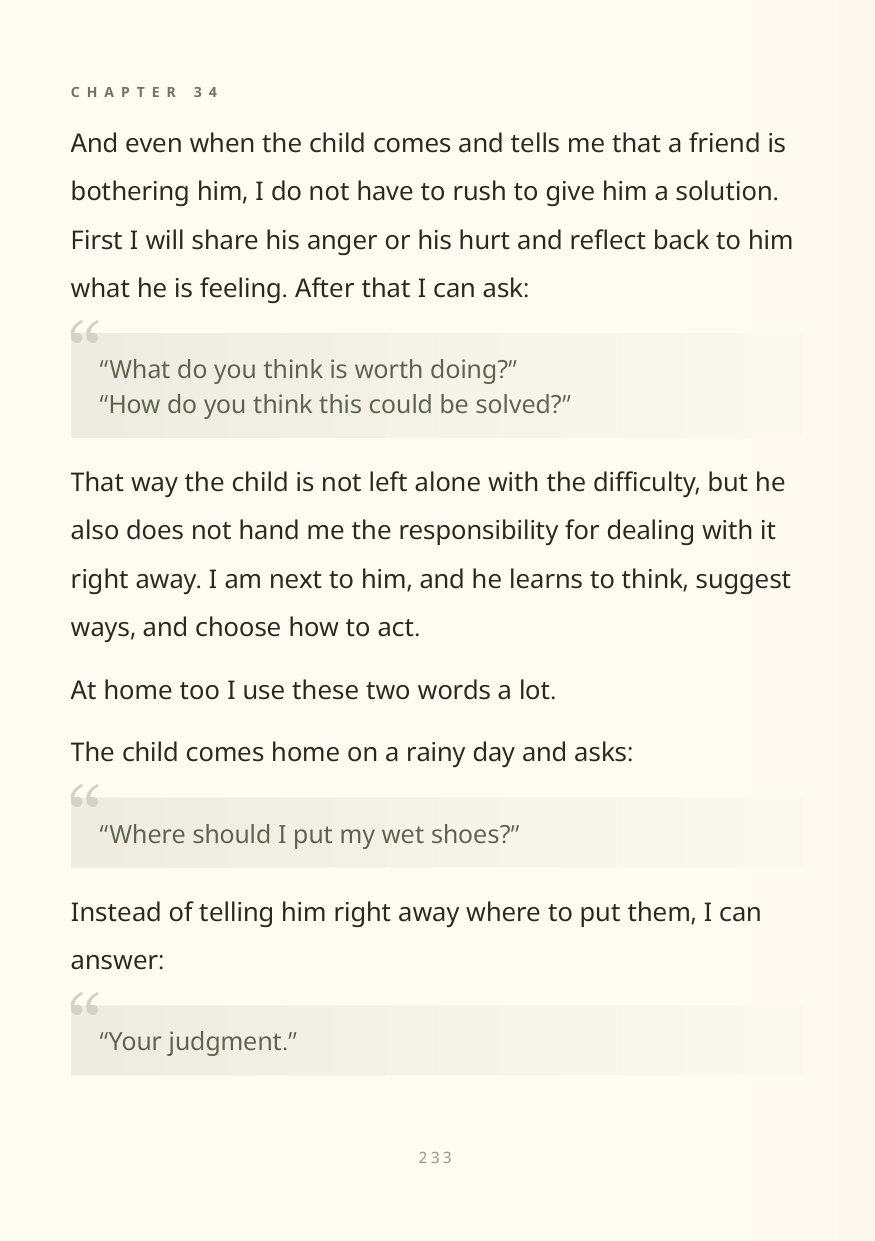 CHAPTER 34
And even when the child comes and tells me that a friend is
bothering him, I do not have to rush to give him a solution.
First I will share his anger or his hurt and reflect back to him
what he is feeling. After that I can ask:
“
“What do you think is worth doing?”
“How do you think this could be solved?”
That way the child is not left alone with the difficulty, but he
also does not hand me the responsibility for dealing with it
right away. I am next to him, and he learns to think, suggest
ways, and choose how to act.
At home too I use these two words a lot.
The child comes home on a rainy day and asks:
“
“Where should I put my wet shoes?”
Instead of telling him right away where to put them, I can
answer:
“
“Your judgment.”
233